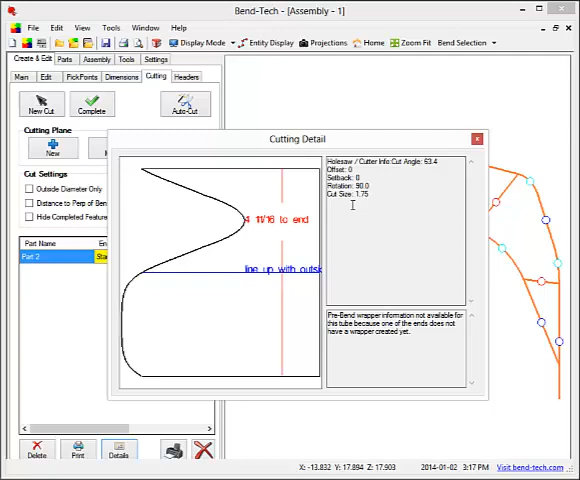 Bend-Tech - [Assembly - 1]
File Edit View Tools Window Help
Display Mode Entity Display Projections Home Zoom Fit Bend Selection
Create & Edit Parts Assembly Tools Settings
Main Edit PickPoints Dimensions Cutting Headers
New Cut Complete Auto-Cut
Cutting Plane
New
Cut Settings
Outside Diameter Only
Distance to Perp of Ben
Hide Completed Feature
Part Name En
Part 2 Sta
Delete Print Details
Cutting Detail
4 11/16 to end
line up with outsi
Holesaw / Cutter Info:Cut Angle: 63.4
Offset: 0
Setback: 0
Rotation: 90.0
Cut Size: 1.75
Pre-Bend wrapper information not available for
this tube because one of the ends does not
have a wrapper created yet.
X: -13.832 Y: 17.894 Z: 17.903 2014-01-02 3:17 PM Visit bend-tech.com